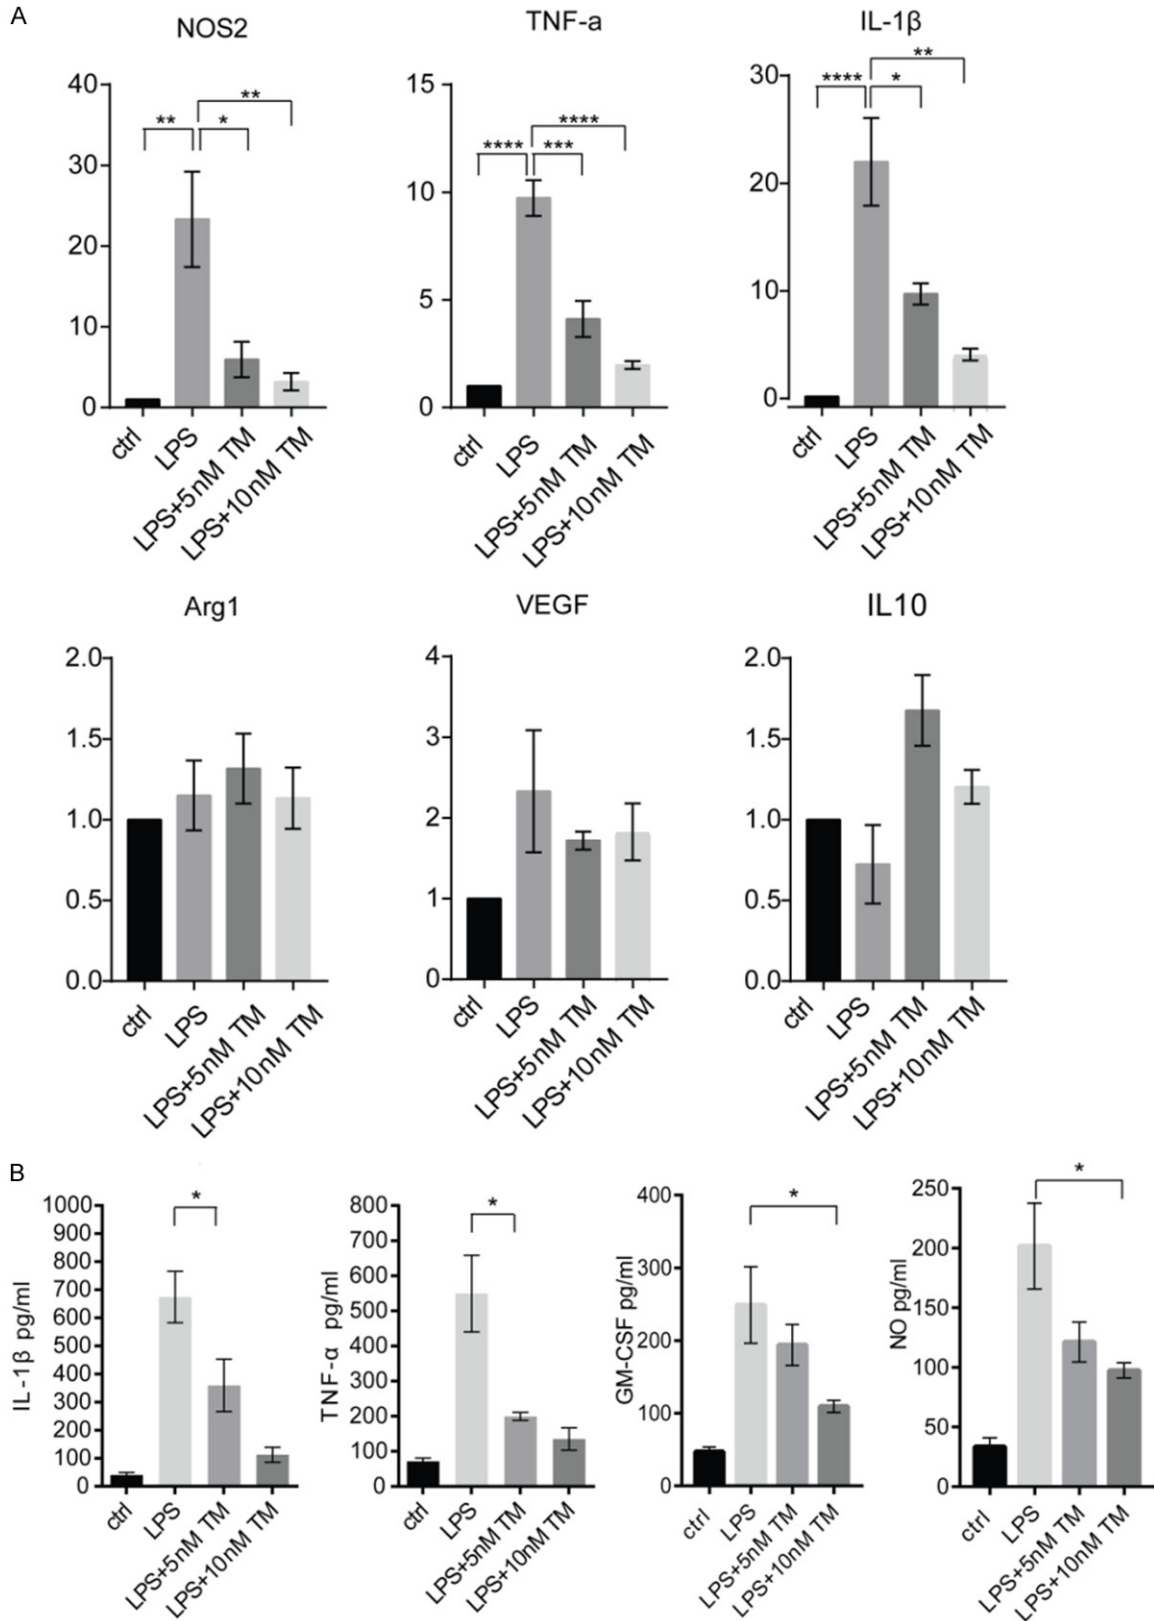 A
NOS2
TNF-a
IL-1β
40
30
20
10
0
** * **
ctrl
LPS
LPS+5nM TM
LPS+10nM TM
15
10
5
0
**** *** ****
ctrl
LPS
LPS+5nM TM
LPS+10nM TM
30
20
10
0
**** * **
ctrl
LPS
LPS+5nM TM
LPS+10nM TM
Arg1
VEGF
IL10
2.0
1.5
1.0
0.5
0.0
ctrl
LPS
LPS+5nM TM
LPS+10nM TM
4
3
2
1
0
ctrl
LPS
LPS+5nM TM
LPS+10nM TM
2.0
1.5
1.0
0.5
0.0
ctrl
LPS
LPS+5nM TM
LPS+10nM TM
B
IL-1β pg/ml
1000
900
800
700
600
500
400
300
200
100
0
*
ctrl
LPS
LPS+5nM TM
LPS+10nM TM
TNF-α pg/ml
800
700
600
500
400
300
200
100
0
*
ctrl
LPS
LPS+5nM TM
LPS+10nM TM
GM-CSF pg/ml
400
300
200
100
0
*
ctrl
LPS
LPS+5nM TM
LPS+10nM TM
NO pg/ml
250
200
150
100
50
0
*
ctrl
LPS
LPS+5nM TM
LPS+10nM TM